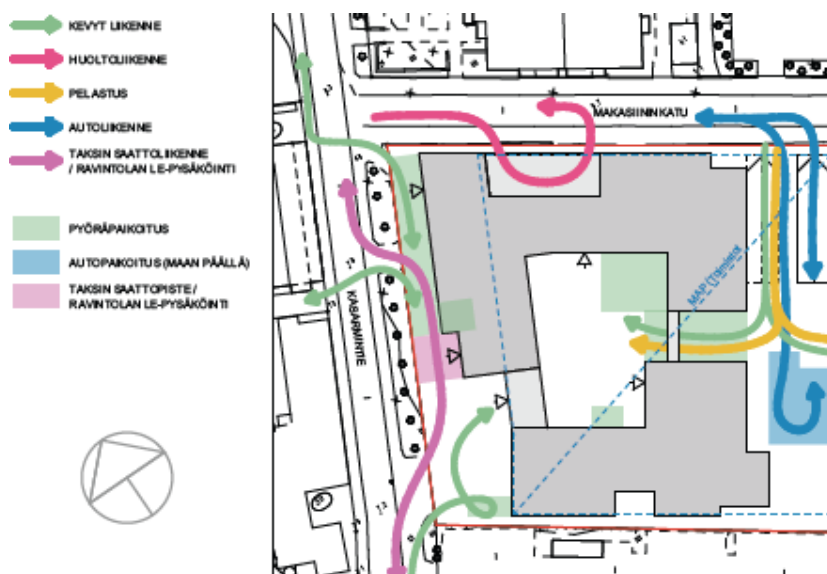 KEVYT LIIKENNE
HUOLTOLIIKENNE
PELASTUS
AUTOLIIKENNE
TAKSIN SAATTOLIIKENNE
/ RAVINTOLAN LE-PYSÄKÖINTI
PYÖRÄPAIKOITUS
AUTOPAIKOITUS (MAAN PÄÄLLÄ)
TAKSIN SAATTOPISTE /
RAVINTOLAN LE-PYSÄKÖINTI
MAKASIININKATU
KASARMINTIE
MAP (Toimisto)